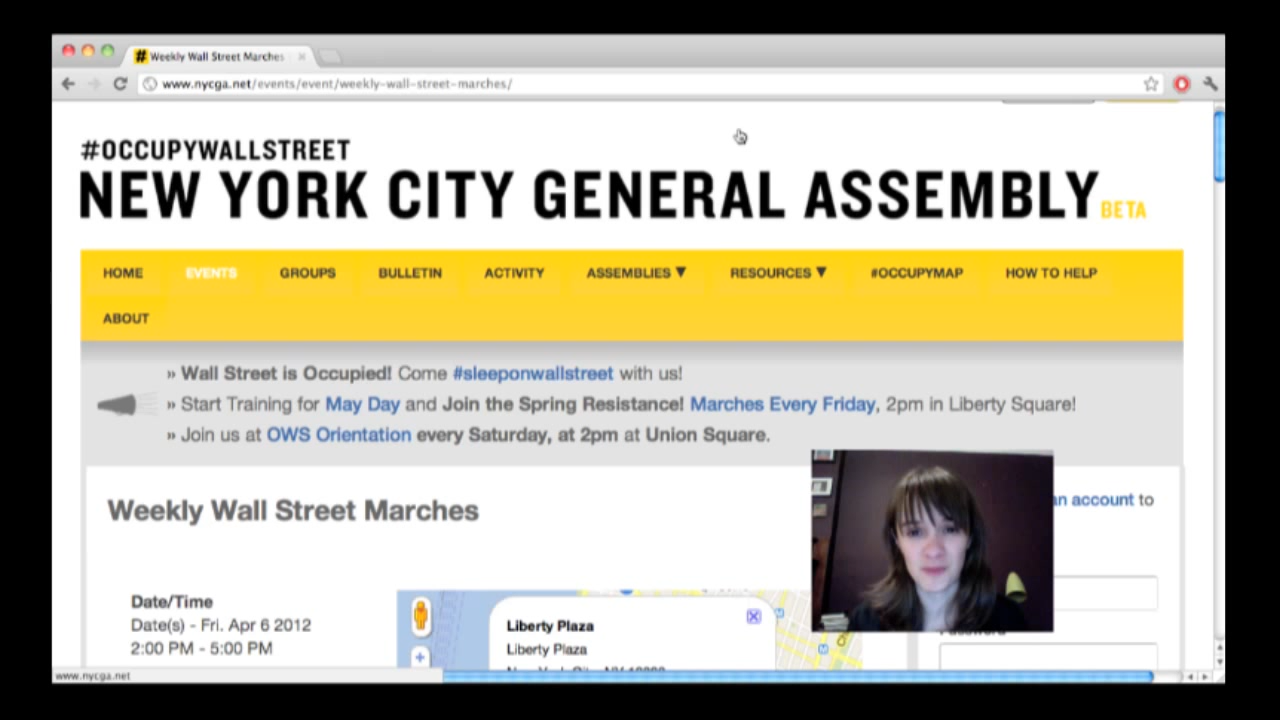 # Weekly Wall Street Marches
www.nycga.net/events/event/weekly-wall-street-marches/
#OCCUPYWALLSTREET
NEW YORK CITY GENERAL ASSEMBLY BETA
HOME EVENTS GROUPS BULLETIN ACTIVITY ASSEMBLIES ▼ RESOURCES ▼ #OCCUPYMAP HOW TO HELP
ABOUT
» Wall Street is Occupied! Come #sleeponwallstreet with us!
» Start Training for May Day and Join the Spring Resistance! Marches Every Friday, 2pm in Liberty Square!
» Join us at OWS Orientation every Saturday, at 2pm at Union Square.
an account to
Weekly Wall Street Marches
Date/Time
Date(s) - Fri. Apr 6 2012
2:00 PM - 5:00 PM
Liberty Plaza
Liberty Plaza
Password
www.nycga.net